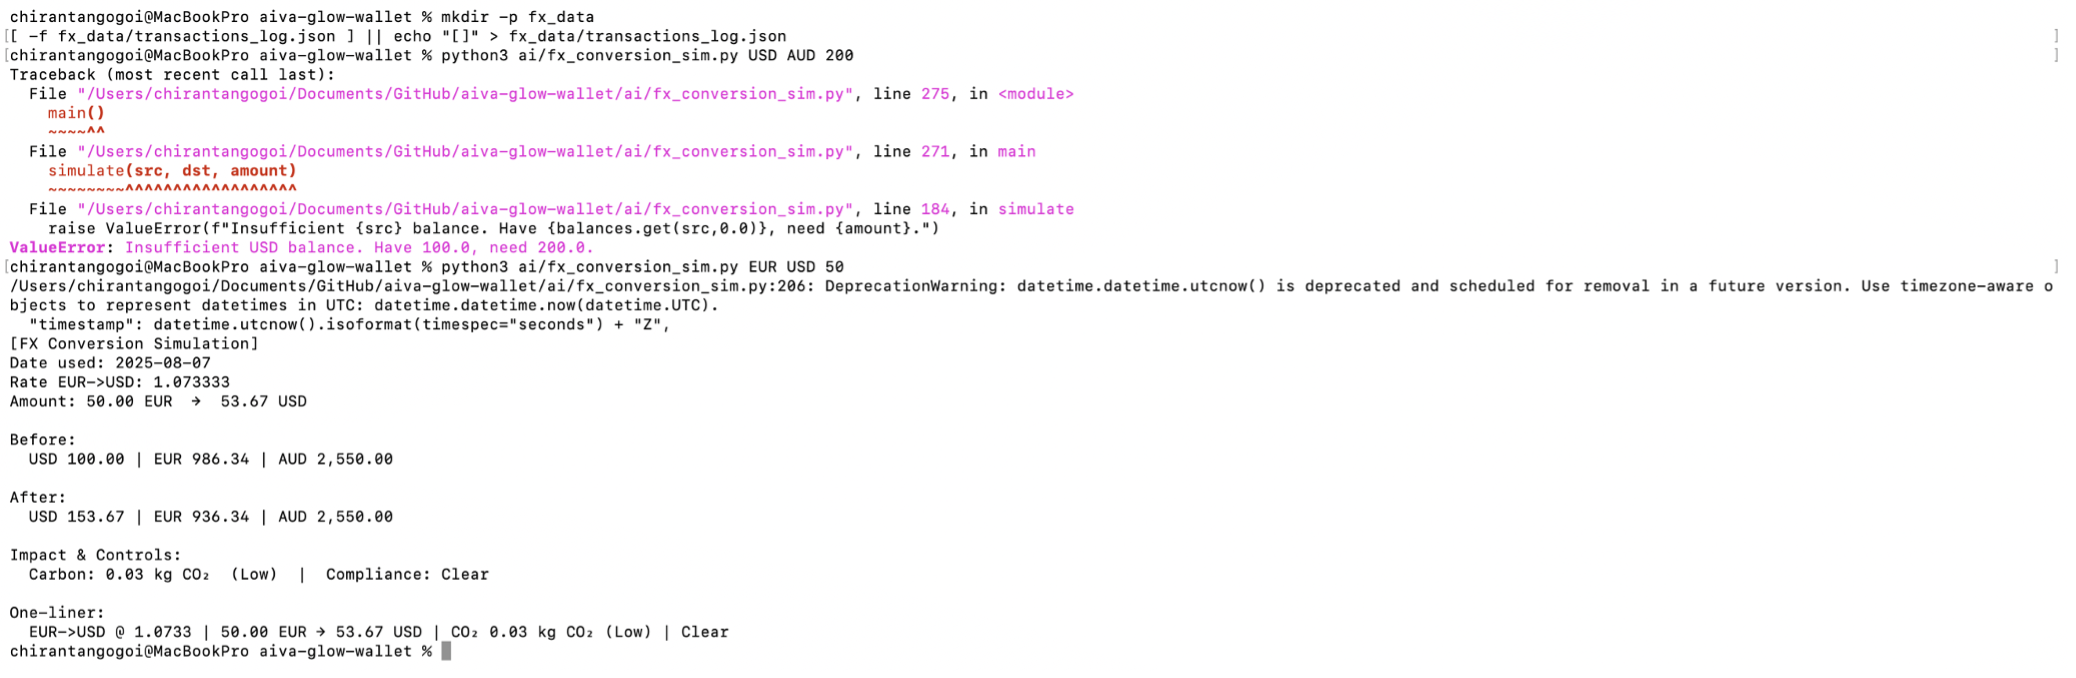 chirantangogoi@MacBookPro aiva-glow-wallet % mkdir -p fx_data
[[ -f fx_data/transactions_log.json ] || echo "[]" > fx_data/transactions_log.json ]
[chirantangogoi@MacBookPro aiva-glow-wallet % python3 ai/fx_conversion_sim.py USD AUD 200 ]
Traceback (most recent call last):
  File "/Users/chirantangogoi/Documents/GitHub/aiva-glow-wallet/ai/fx_conversion_sim.py", line 275, in <module>
    main()
    ~~~~^^
  File "/Users/chirantangogoi/Documents/GitHub/aiva-glow-wallet/ai/fx_conversion_sim.py", line 271, in main
    simulate(src, dst, amount)
    ~~~~~~~~^^^^^^^^^^^^^^^^^^
  File "/Users/chirantangogoi/Documents/GitHub/aiva-glow-wallet/ai/fx_conversion_sim.py", line 184, in simulate
    raise ValueError(f"Insufficient {src} balance. Have {balances.get(src,0.0)}, need {amount}.")
ValueError: Insufficient USD balance. Have 100.0, need 200.0.
[chirantangogoi@MacBookPro aiva-glow-wallet % python3 ai/fx_conversion_sim.py EUR USD 50 ]
/Users/chirantangogoi/Documents/GitHub/aiva-glow-wallet/ai/fx_conversion_sim.py:206: DeprecationWarning: datetime.datetime.utcnow() is deprecated and scheduled for removal in a future version. Use timezone-aware o
bjects to represent datetimes in UTC: datetime.datetime.now(datetime.UTC).
  "timestamp": datetime.utcnow().isoformat(timespec="seconds") + "Z",
[FX Conversion Simulation]
Date used: 2025-08-07
Rate EUR->USD: 1.073333
Amount: 50.00 EUR  →  53.67 USD

Before:
  USD 100.00 | EUR 986.34 | AUD 2,550.00

After:
  USD 153.67 | EUR 936.34 | AUD 2,550.00

Impact & Controls:
  Carbon: 0.03 kg CO₂  (Low)  |  Compliance: Clear

One-liner:
  EUR->USD @ 1.0733 | 50.00 EUR → 53.67 USD | CO₂ 0.03 kg CO₂ (Low) | Clear
chirantangogoi@MacBookPro aiva-glow-wallet %